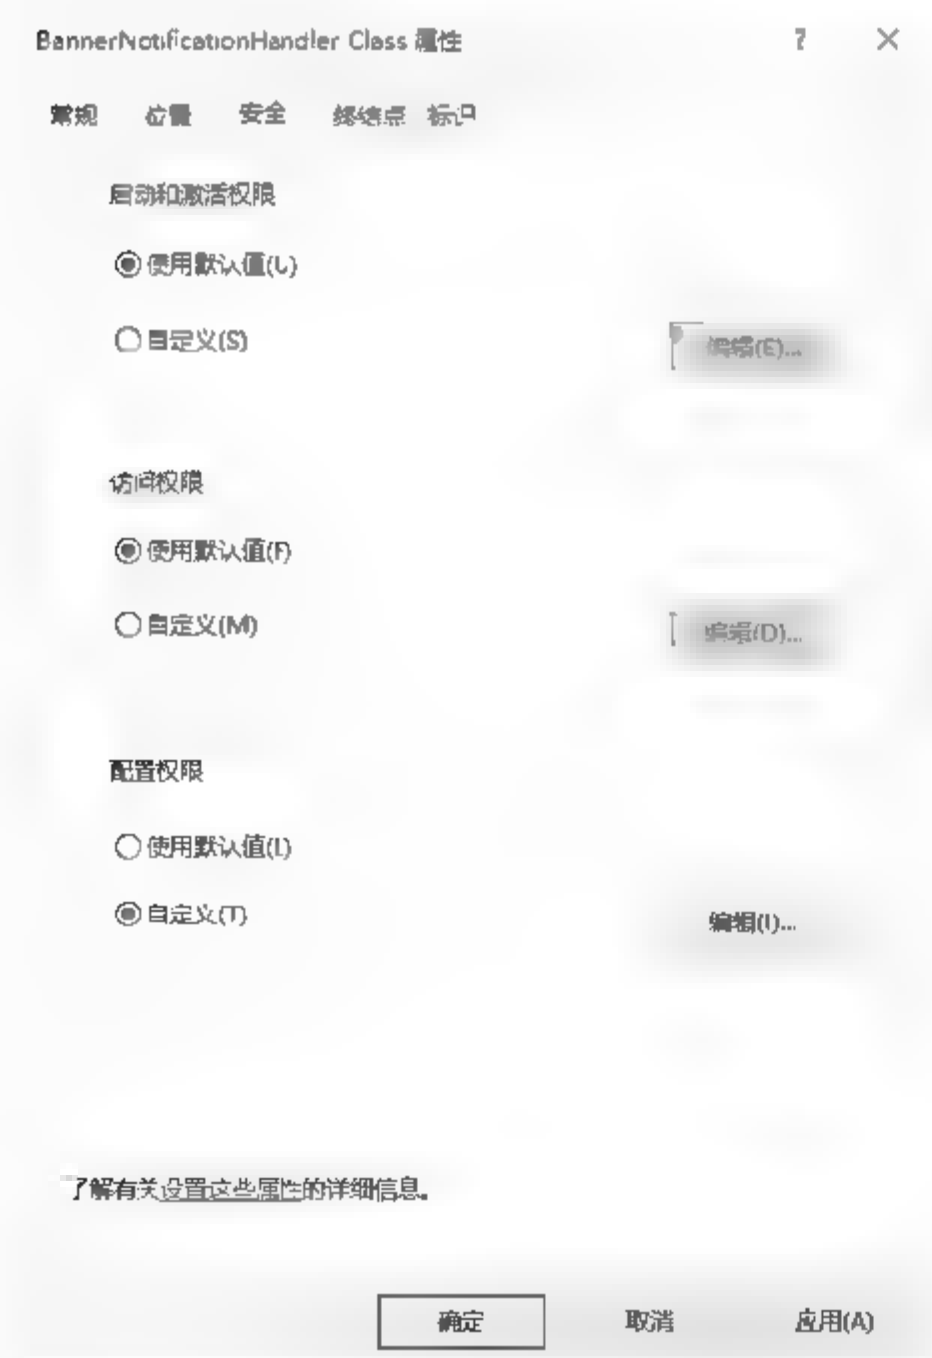 BannerNotificationHandler Class 属性
常规 位置 安全 终结点 标识
启动和激活权限
使用默认值(U)
自定义(S)
编辑(E)...
访问权限
使用默认值(F)
自定义(M)
编辑(D)...
配置权限
使用默认值(L)
自定义(T)
编辑(I)...
了解有关设置这些属性的详细信息。
确定 取消 应用(A)